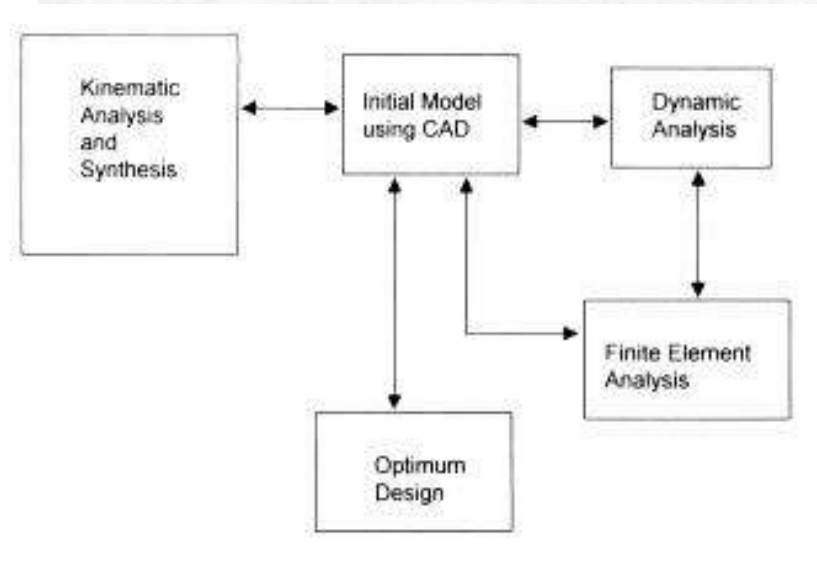 Kinematic
Analysis
and
Synthesis
Initial Model
using CAD
Dynamic
Analysis
Finite Element
Analysis
Optimum
Design